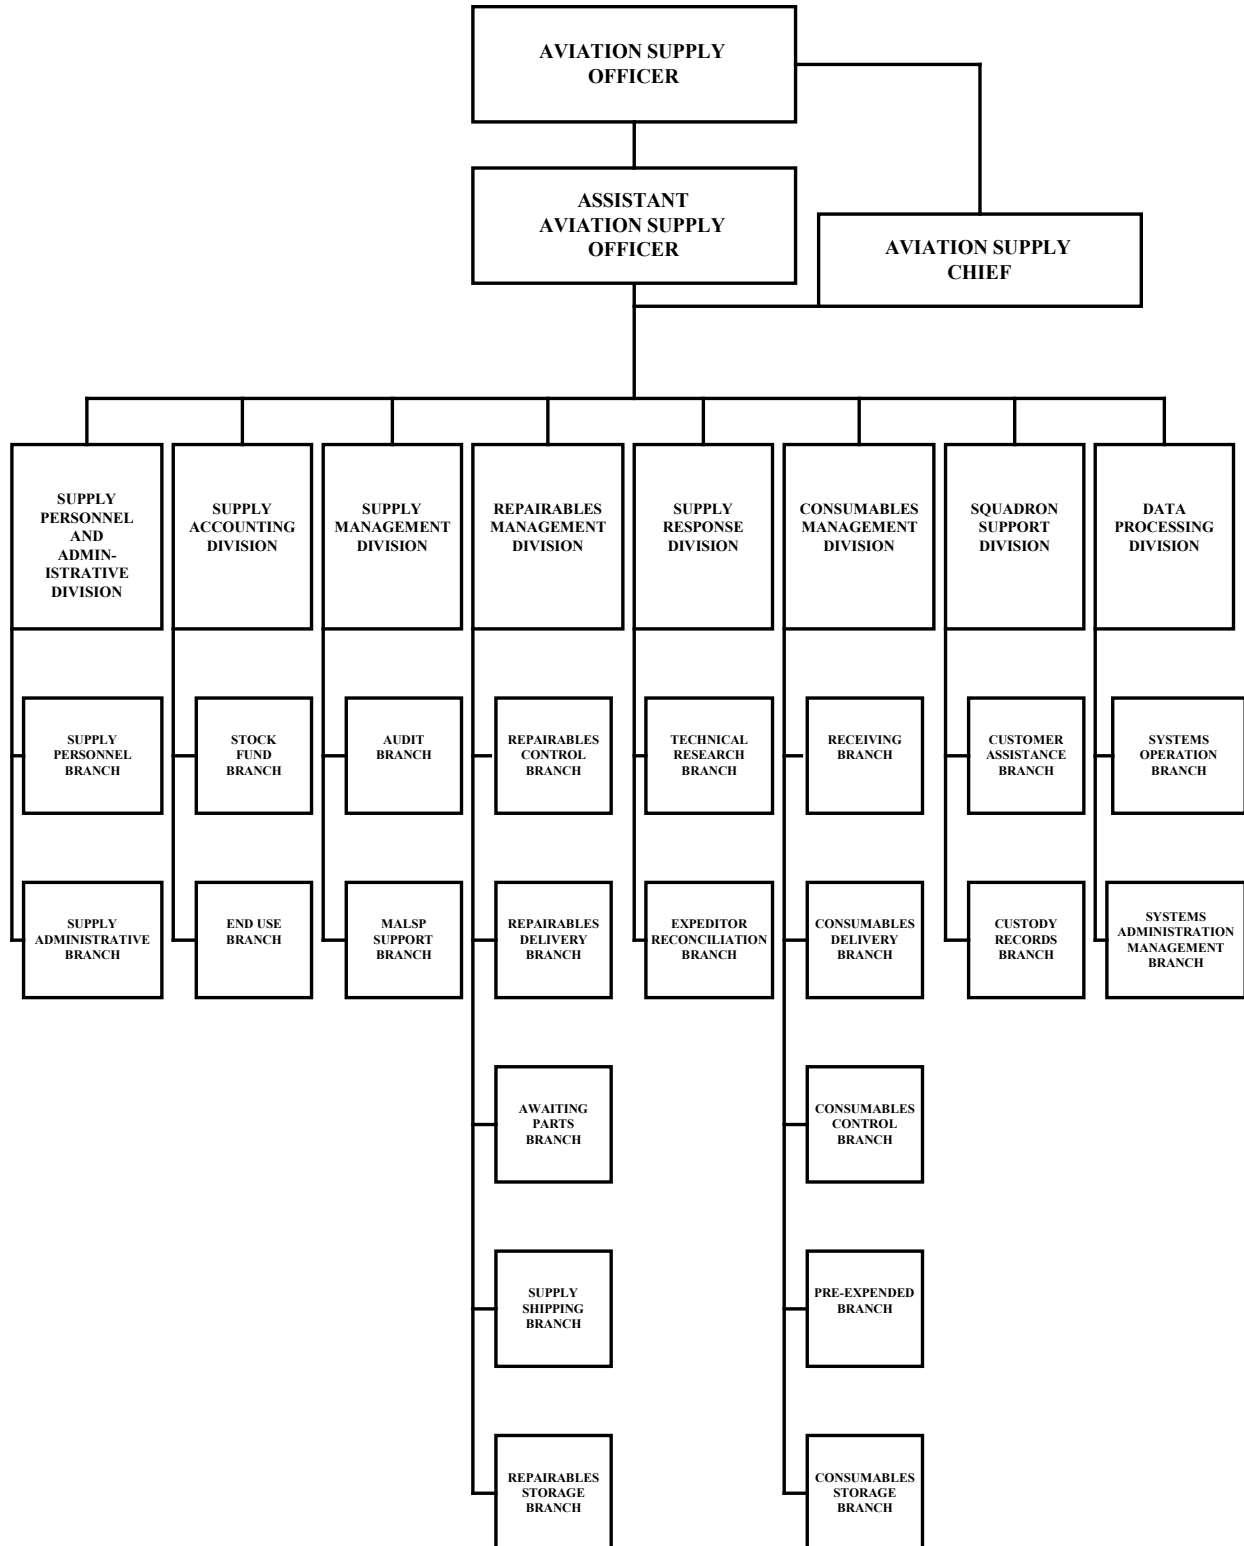 AVIATION SUPPLY
OFFICER
ASSISTANT
AVIATION SUPPLY
OFFICER
AVIATION SUPPLY
CHIEF
SUPPLY
PERSONNEL
AND
ADMIN-
ISTRATIVE
DIVISION
SUPPLY
ACCOUNTING
DIVISION
SUPPLY
MANAGEMENT
DIVISION
REPAIRABLES
MANAGEMENT
DIVISION
SUPPLY
RESPONSE
DIVISION
CONSUMABLES
MANAGEMENT
DIVISION
SQUADRON
SUPPORT
DIVISION
DATA
PROCESSING
DIVISION
SUPPLY
PERSONNEL
BRANCH
STOCK
FUND
BRANCH
AUDIT
BRANCH
REPAIRABLES
CONTROL
BRANCH
TECHNICAL
RESEARCH
BRANCH
RECEIVING
BRANCH
CUSTOMER
ASSISTANCE
BRANCH
SYSTEMS
OPERATION
BRANCH
SUPPLY
ADMINISTRATIVE
BRANCH
END USE
BRANCH
MALSP
SUPPORT
BRANCH
REPAIRABLES
DELIVERY
BRANCH
EXPEDITOR
RECONCILIATION
BRANCH
CONSUMABLES
DELIVERY
BRANCH
CUSTODY
RECORDS
BRANCH
SYSTEMS
ADMINISTRATION
MANAGEMENT
BRANCH
AWAITING
PARTS
BRANCH
CONSUMABLES
CONTROL
BRANCH
SUPPLY
SHIPPING
BRANCH
PRE-EXPENDED
BRANCH
REPAIRABLES
STORAGE
BRANCH
CONSUMABLES
STORAGE
BRANCH